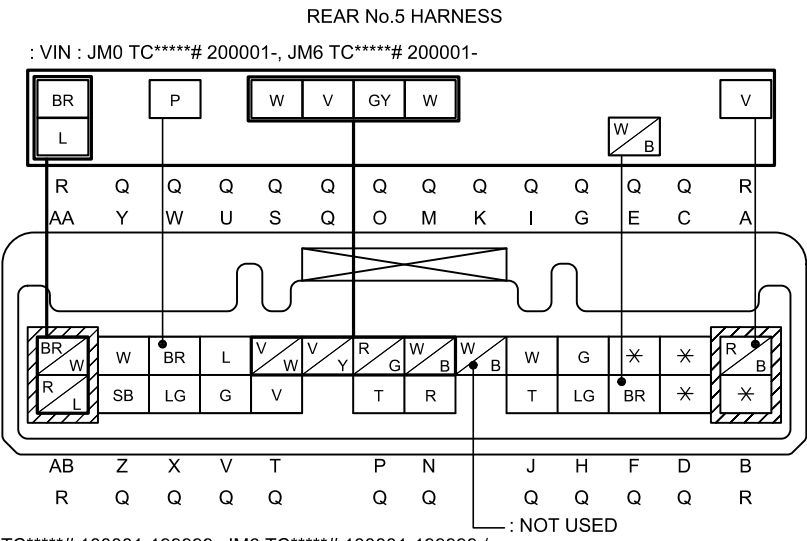 REAR No.5 HARNESS
: VIN : JM0 TC*****# 200001-, JM6 TC*****# 200001-
BR P W V GY W V
L W B
R Q Q Q Q Q Q Q Q Q Q Q Q R
AA Y W U S Q O M K I G E C A
BR W W BR L V W V Y R G W B W B W G * * R B
R L SB LG G V T R T LG BR * *
AB Z X V T P N J H F D B
R Q Q Q Q Q Q Q Q Q Q R
: NOT USED